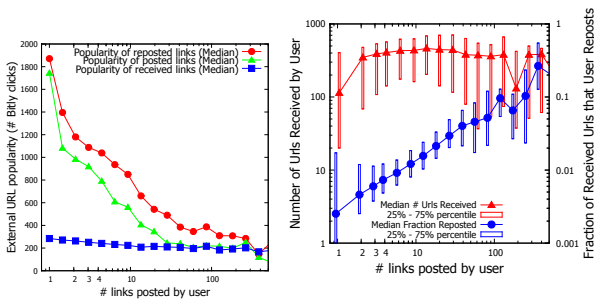 Popularity of reposted links (Median)
Popularity of posted links (Median)
Popularity of received links (Median)
External URL popularity (# Bitly clicks)
2000
1800
1600
1400
1200
1000
800
600
400
200
0
1 2 3 4 10 100
# links posted by user
Number of Urls Received by User
1000
100
10
1
Median # Urls Received
25% - 75% percentile
Median Fraction Reposted
25% - 75% percentile
1 2 3 4 10 100
# links posted by user
1
0.1
0.01
0.001
Fraction of Received Urls that User Reposts